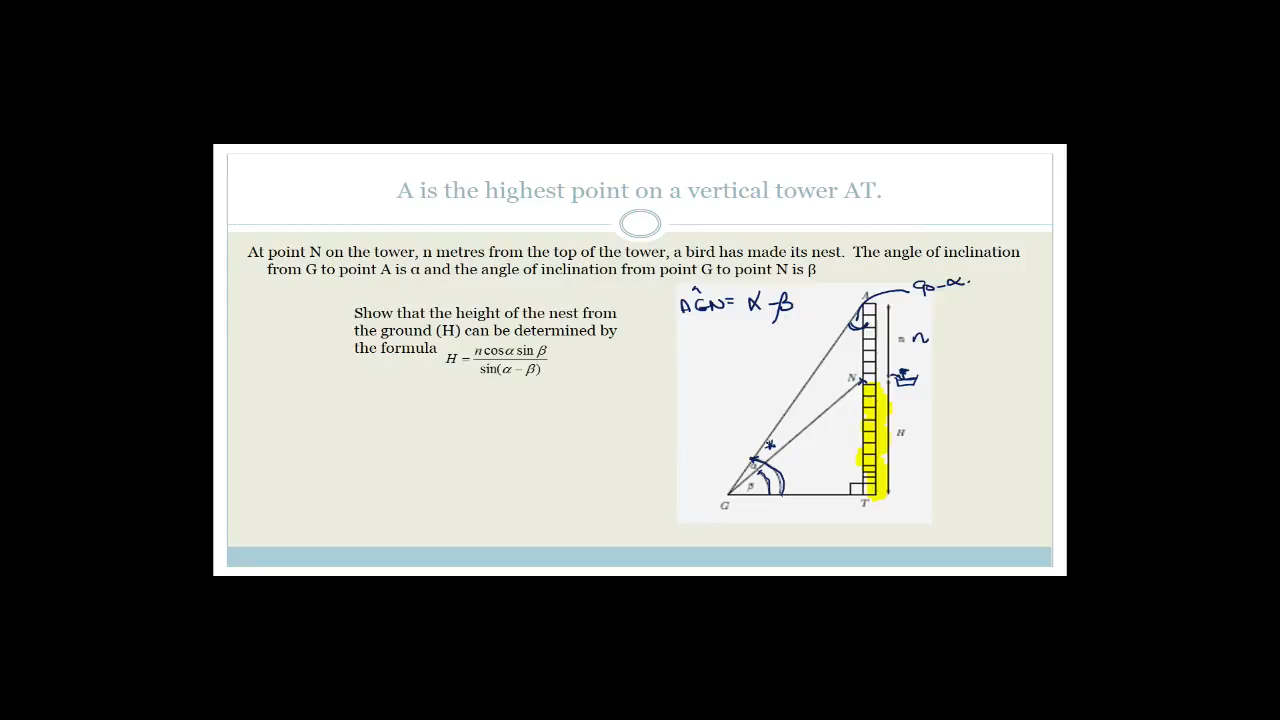 A is the highest point on a vertical tower AT.
At point N on the tower, n metres from the top of the tower, a bird has made its nest. The angle of inclination
from G to point A is α and the angle of inclination from point G to point N is β
Show that the height of the nest from
the ground (H) can be determined by
the formula H = n cos α sin β / sin(α − β)
AĜN = α − β
A
90 − α.
n n
N
H
α
β
G
T